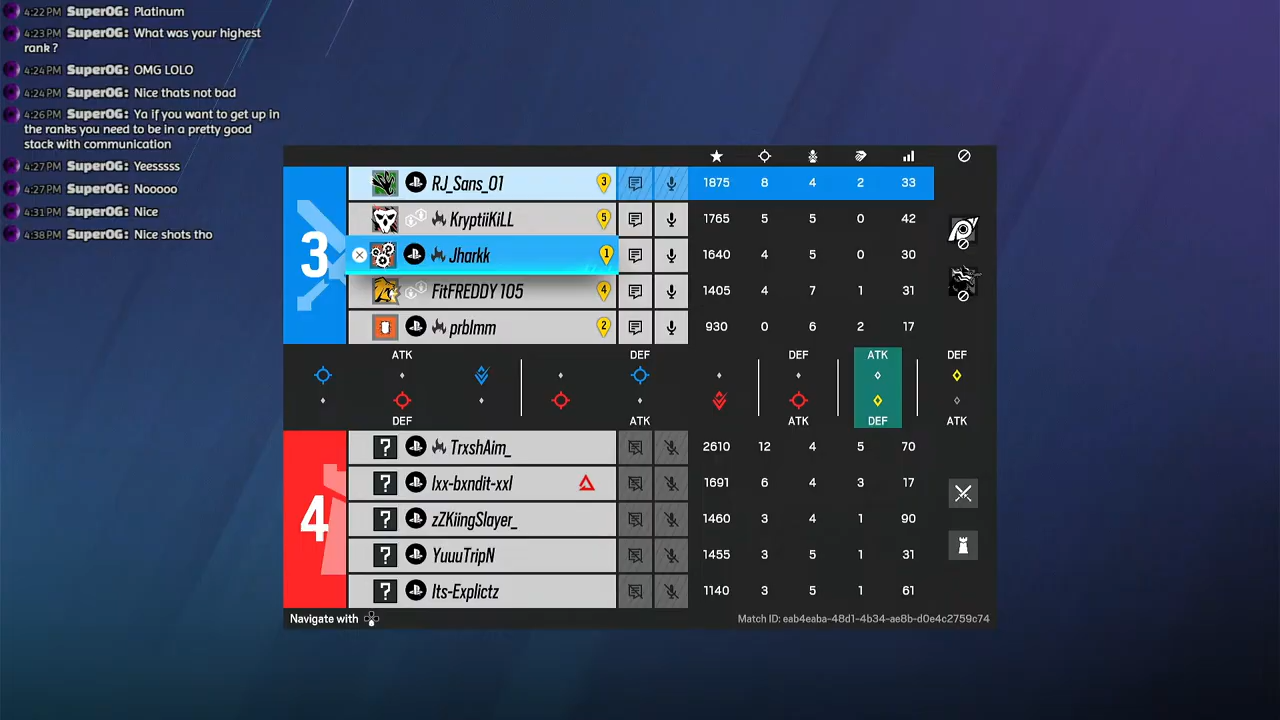 4:22 PM SuperOG: Platinum
4:23 PM SuperOG: What was your highest
rank ?
4:24 PM SuperOG: OMG LOLO
4:24 PM SuperOG: Nice thats not bad
4:26 PM SuperOG: Ya if you want to get up in
the ranks you need to be in a pretty good
stack with communication
4:27 PM SuperOG: Yeesssss
4:27 PM SuperOG: Nooooo
4:31 PM SuperOG: Nice
4:38 PM SuperOG: Nice shots tho
3
RJ_Sans_01 3 1875 8 4 2 33
KryptiiKiLL 5 1765 5 5 0 42
Jharkk 1 1640 4 5 0 30
FitFREDDY105 4 1405 4 7 1 31
prblmm 2 930 0 6 2 17
ATK DEF DEF ATK DEF
DEF ATK ATK DEF ATK
4
? TrxshAim_ 2610 12 4 5 70
? lxx-bxndit-xxl 1691 6 4 3 17
? zZKiingSlayer_ 1460 3 4 1 90
? YuuuTripN 1455 3 5 1 31
? Its-Explictz 1140 3 5 1 61
Navigate with
Match ID: eab4eaba-48d1-4b34-ae8b-d0e4c2759c74